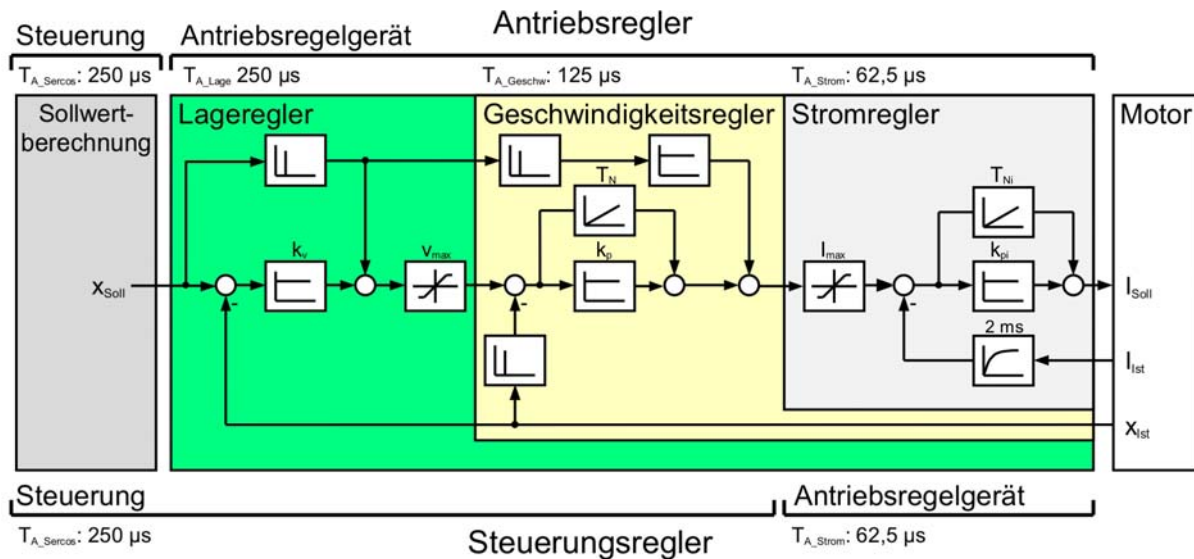 Antriebsregler
Steuerung
Antriebsregelgerät
T_A_Sercos: 250 µs
T_A_Lage 250 µs
T_A_Geschw: 125 µs
T_A_Strom: 62,5 µs
Sollwert-
berechnung
Lageregler
Geschwindigkeitsregler
Stromregler
Motor
T_N
T_Ni
k_v
v_max
k_p
I_max
k_pi
x_Soll
-
-
-
I_Soll
2 ms
I_Ist
x_Ist
Steuerung
Antriebsregelgerät
T_A_Sercos: 250 µs
T_A_Strom: 62,5 µs
Steuerungsregler